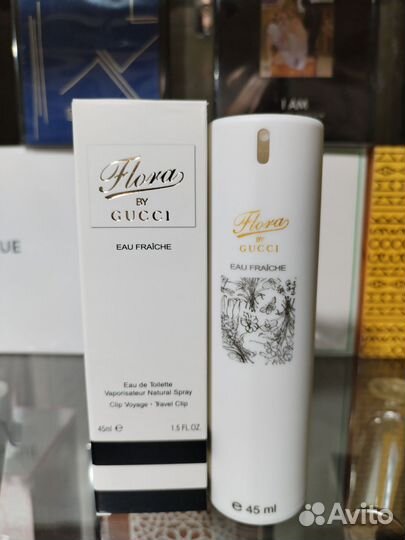 Flora
BY
GUCCI
EAU FRAÎCHE
Eau de Toilette
Vaporisateur Natural Spray
Clip Voyage • Travel Clip
45ml e
1.5 FL.OZ.
Flora
BY
GUCCI
EAU FRAÎCHE
e 45 ml
I AM
Avito